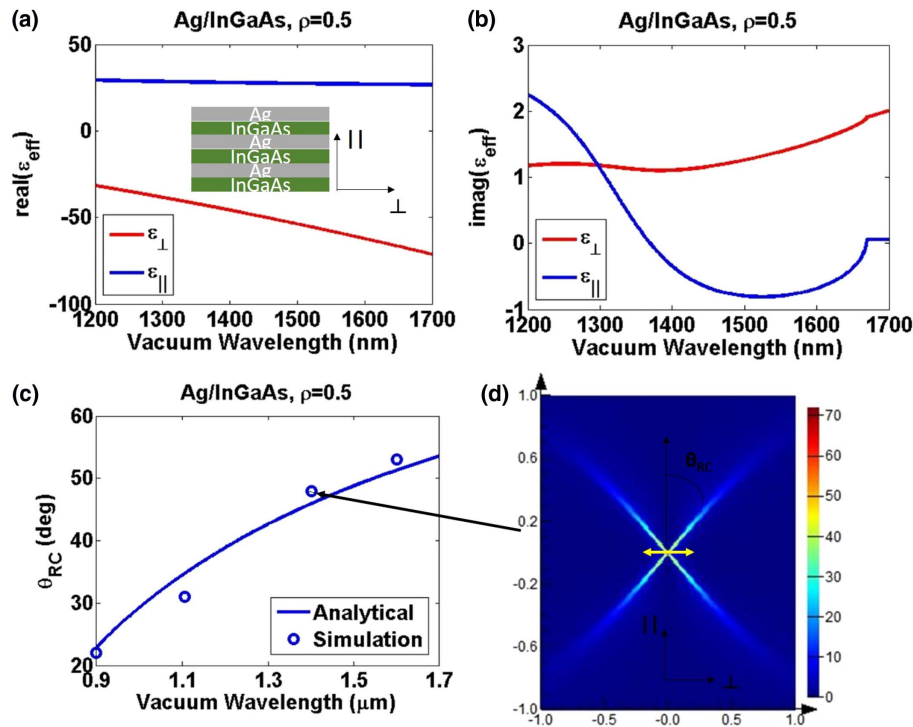 (a)
Ag/InGaAs, ρ=0.5
50
0
-50
-100
real(ε_eff)
Ag
InGaAs
Ag
InGaAs
Ag
InGaAs
||
⊥
ε_⊥
ε_||
1200 1300 1400 1500 1600 1700
Vacuum Wavelength (nm)
(b)
Ag/InGaAs, ρ=0.5
3
2
1
0
-1
imag(ε_eff)
ε_⊥
ε_||
1200 1300 1400 1500 1600 1700
Vacuum Wavelength (nm)
(c)
Ag/InGaAs, ρ=0.5
60
50
40
30
20
θ_RC (deg)
Analytical
Simulation
0.9 1.1 1.3 1.5 1.7
Vacuum Wavelength (μm)
(d)
1.0
0.6
0.2
-0.2
-0.6
-1.0
θ_RC
||
⊥
-1.0 -0.5 -0.0 0.5 1.0
70
60
50
40
30
20
10
0